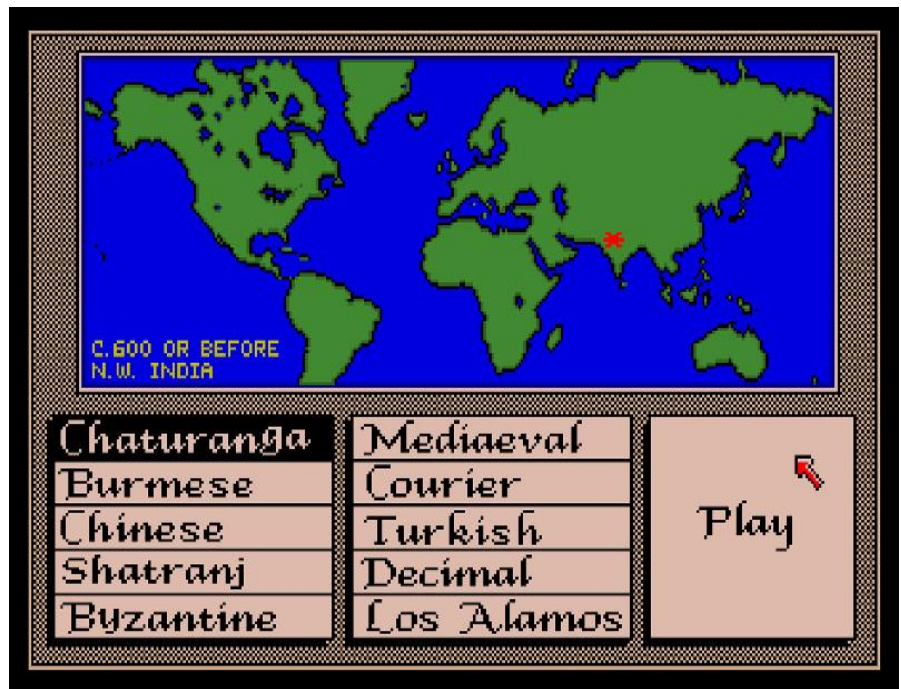 C.600 OR BEFORE
N.W. INDIA
Chaturanga
Burmese
Chinese
Shatranj
Byzantine
Mediaeval
Courier
Turkish
Decimal
Los Alamos
Play